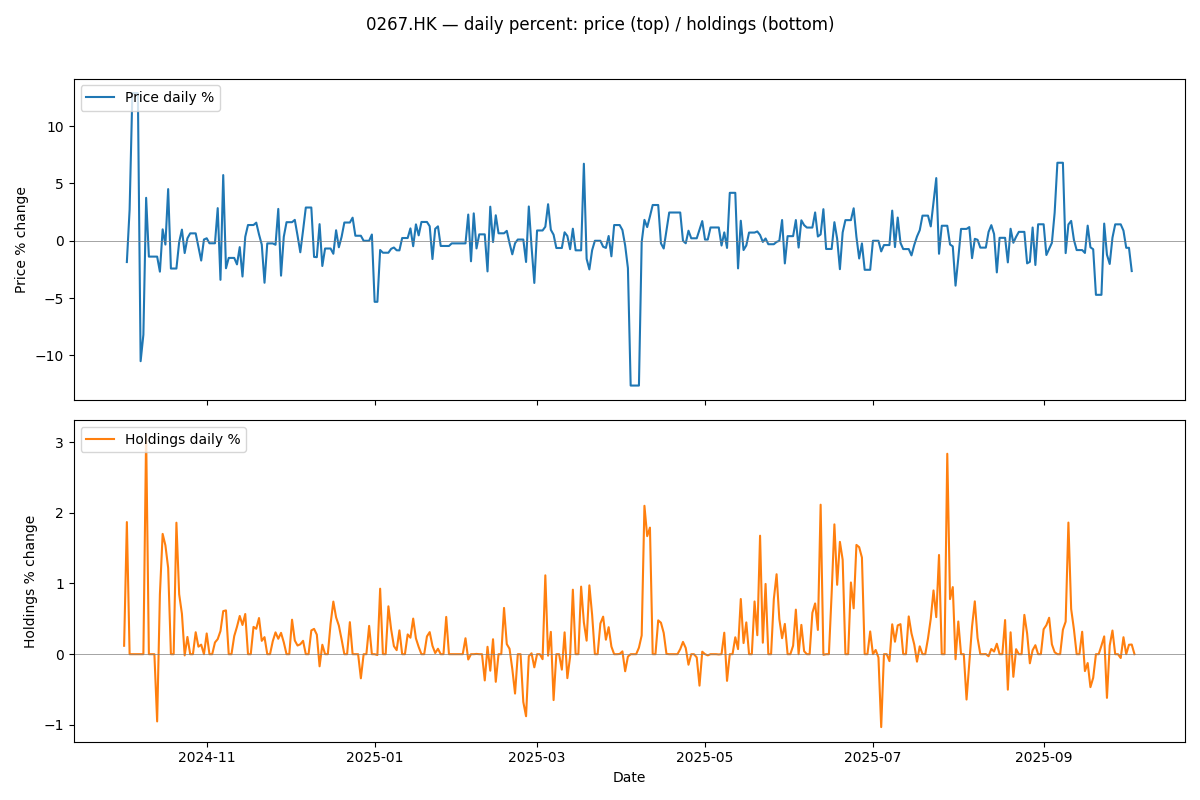 0267.HK — daily percent: price (top) / holdings (bottom)
Price daily %
10
5
0
−5
−10
Price % change
Holdings daily %
3
2
1
0
−1
Holdings % change
2024-11 2025-01 2025-03 2025-05 2025-07 2025-09
Date